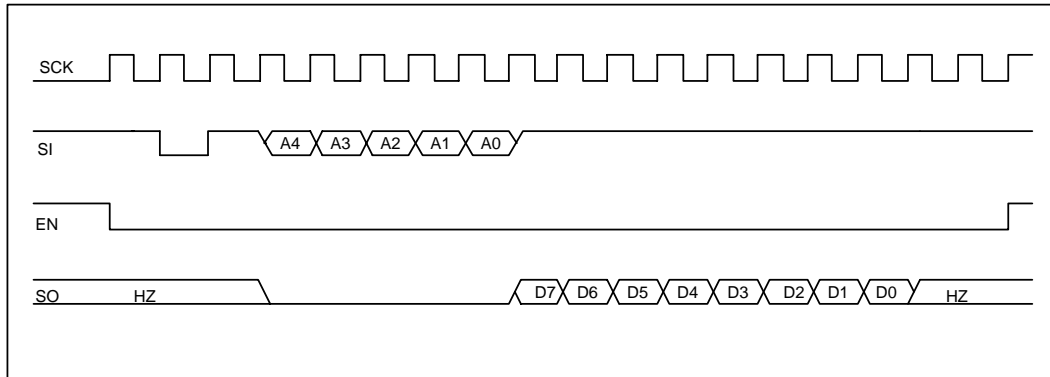 SCK
SI A4 A3 A2 A1 A0
EN
SO HZ D7 D6 D5 D4 D3 D2 D1 D0 HZ